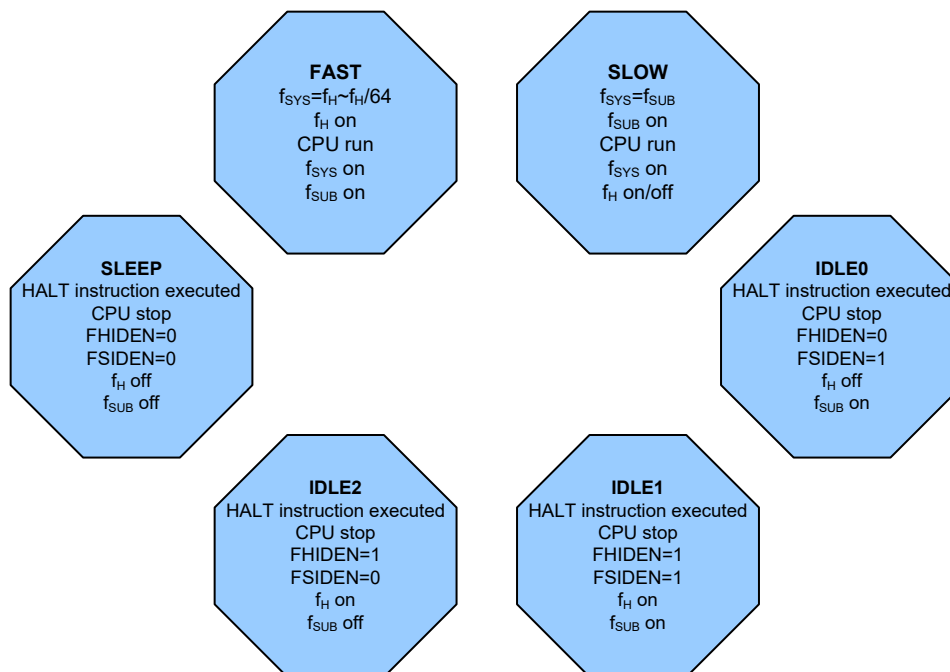 FAST
fSYS=fH~fH/64
fH on
CPU run
fSYS on
fSUB on
SLOW
fSYS=fSUB
fSUB on
CPU run
fSYS on
fH on/off
SLEEP
HALT instruction executed
CPU stop
FHIDEN=0
FSIDEN=0
fH off
fSUB off
IDLE0
HALT instruction executed
CPU stop
FHIDEN=0
FSIDEN=1
fH off
fSUB on
IDLE2
HALT instruction executed
CPU stop
FHIDEN=1
FSIDEN=0
fH on
fSUB off
IDLE1
HALT instruction executed
CPU stop
FHIDEN=1
FSIDEN=1
fH on
fSUB on